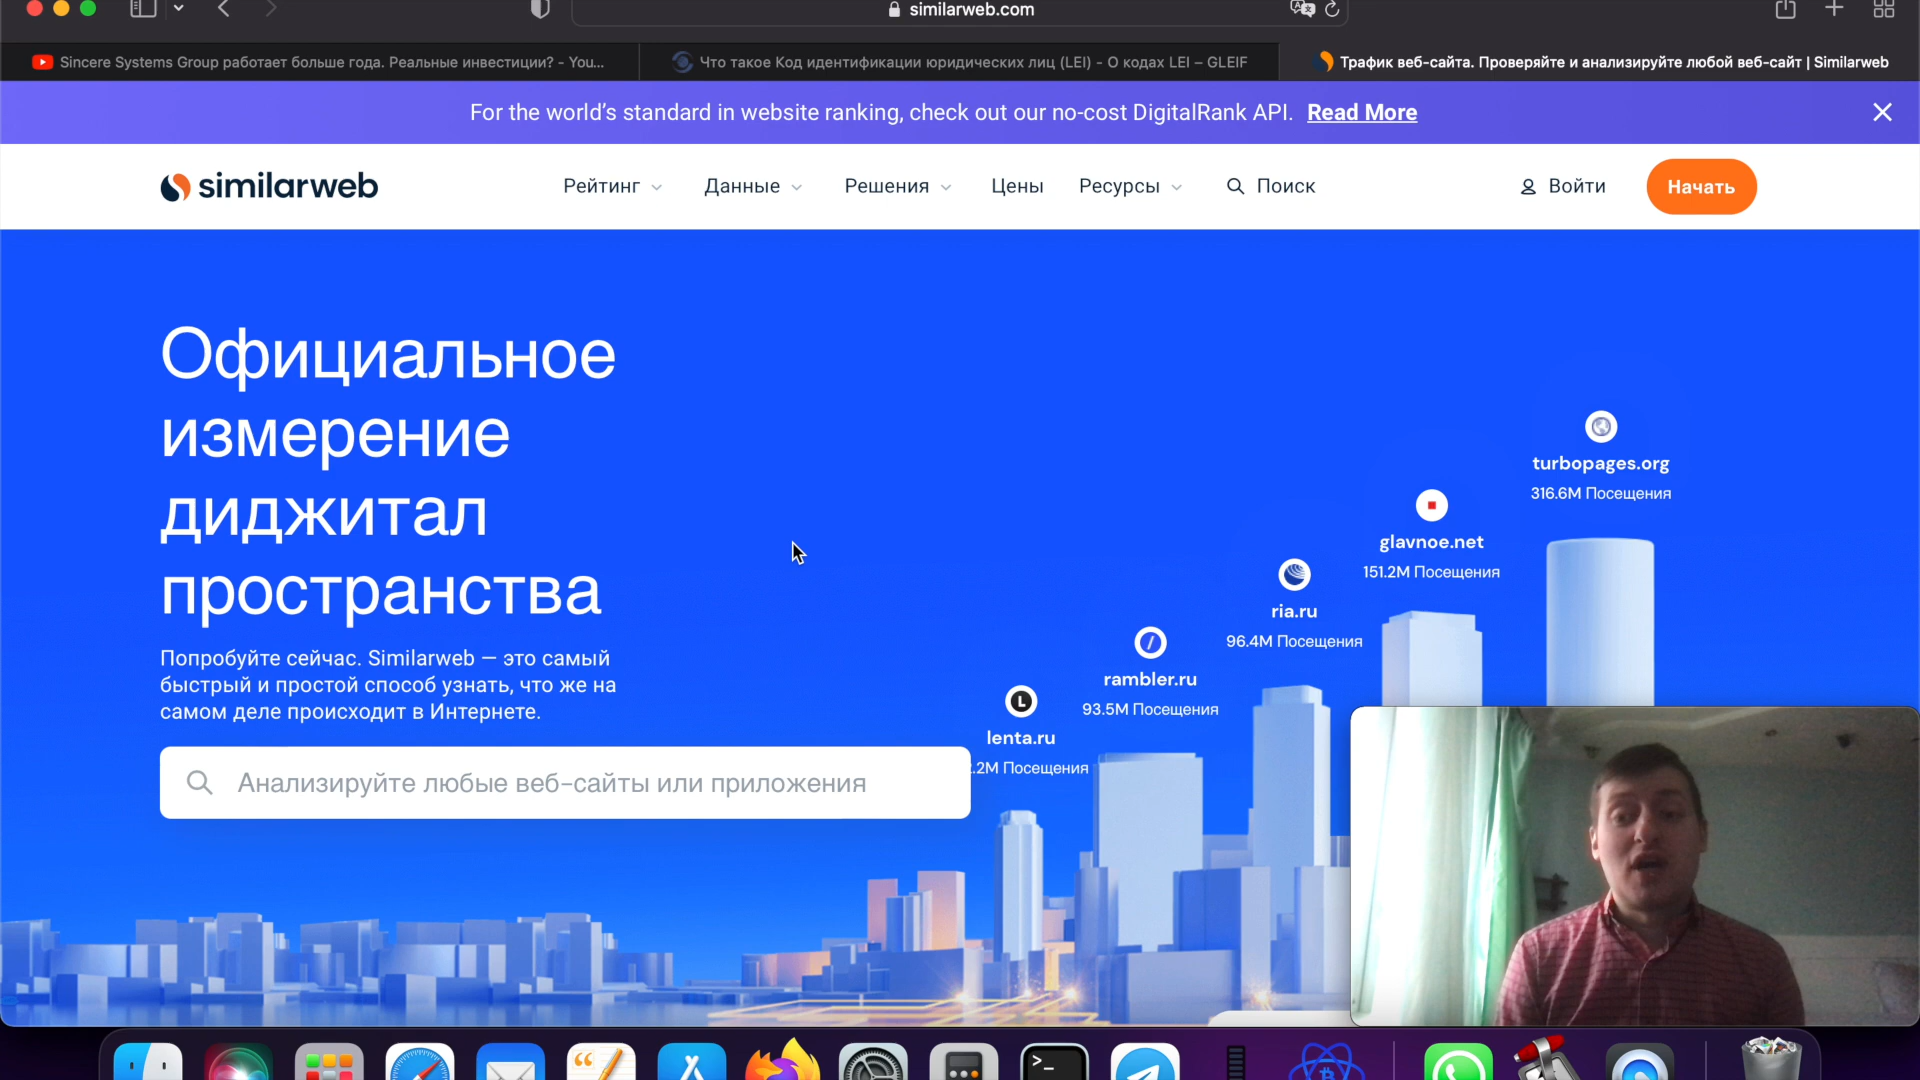 similarweb.com
Sincere Systems Group работает больше года. Реальные инвестиции? - You...
Что такое Код идентификации юридических лиц (LEI) - О кодах LEI – GLEIF
Трафик веб-сайта. Проверяйте и анализируйте любой веб-сайт | Similarweb
For the world's standard in website ranking, check out our no-cost DigitalRank API. Read More
similarweb
Рейтинг
Данные
Решения
Цены
Ресурсы
Поиск
Войти
Начать
Официальное
измерение
диджитал
пространства
Попробуйте сейчас. Similarweb — это самый
быстрый и простой способ узнать, что же на
самом деле происходит в Интернете.
Анализируйте любые веб-сайты или приложения
lenta.ru
.2M Посещения
rambler.ru
93.5M Посещения
ria.ru
96.4M Посещения
glavnoe.net
151.2M Посещения
turbopages.org
316.6M Посещения